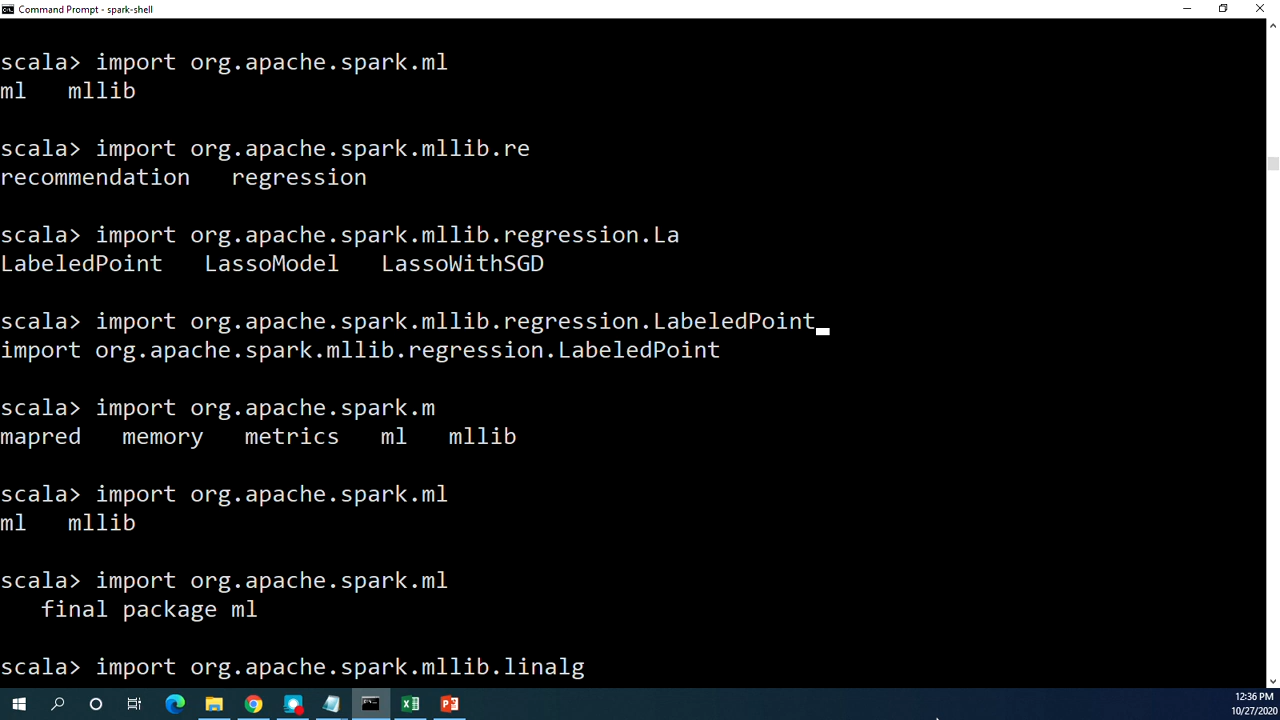 Command Prompt - spark-shell
scala> import org.apache.spark.ml
ml   mllib
scala> import org.apache.spark.mllib.re
recommendation   regression
scala> import org.apache.spark.mllib.regression.La
LabeledPoint   LassoModel   LassoWithSGD
scala> import org.apache.spark.mllib.regression.LabeledPoint
import org.apache.spark.mllib.regression.LabeledPoint
scala> import org.apache.spark.m
mapred   memory   metrics   ml   mllib
scala> import org.apache.spark.ml
ml   mllib
scala> import org.apache.spark.ml
   final package ml
scala> import org.apache.spark.mllib.linalg
12:36 PM
10/27/2020